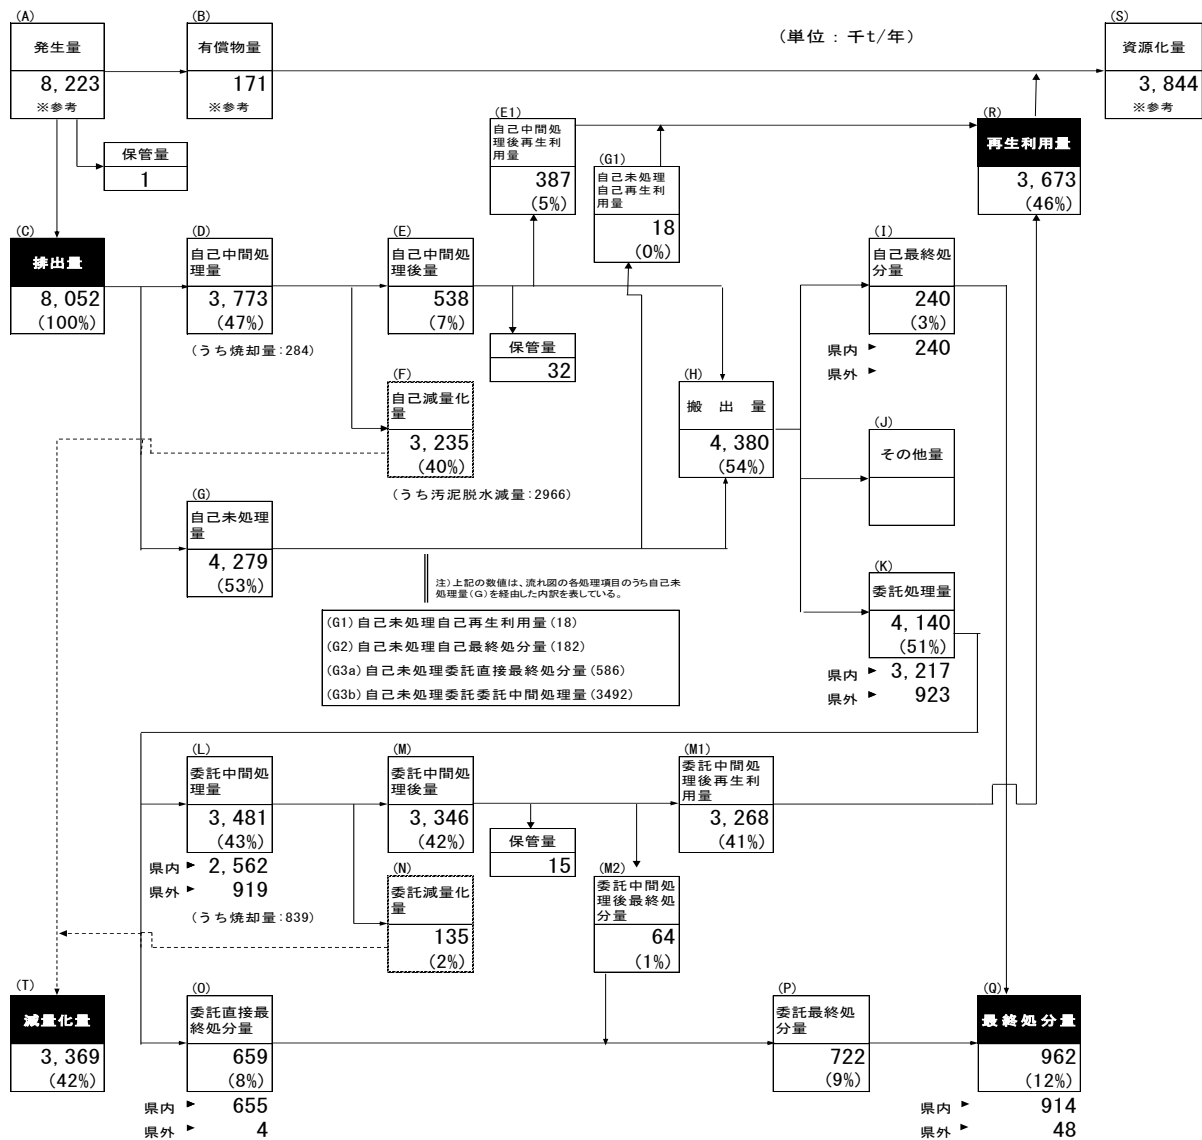 (A)
発生量
8,223
※参考
(B)
有償物量
171
※参考
(単位：千t/年)
(S)
資源化量
3,844
※参考
保管量
1
(E1)
自己中間処
理後再生利
用量
387
(5%)
(G1)
自己未処理
自己再生利
用量
18
(0%)
(R)
再生利用量
3,673
(46%)
(C)
排出量
8,052
(100%)
(D)
自己中間処
理量
3,773
(47%)
(うち焼却量:284)
(E)
自己中間処
理後量
538
(7%)
保管量
32
(I)
自己最終処
分量
240
(3%)
県内 ► 240
県外 ►
(F)
自己減量化
量
3,235
(40%)
(うち汚泥脱水減量:2966)
(H)
搬出量
4,380
(54%)
(J)
その他量
(G)
自己未処理
量
4,279
(53%)
注)上記の数値は、流れ図の各処理項目のうち自己未
処理量(G)を経由した内訳を表している。
(G1)自己未処理自己再生利用量(18)
(G2)自己未処理自己最終処分量(182)
(G3a)自己未処理委託直接最終処分量(586)
(G3b)自己未処理委託委託中間処理量(3492)
(K)
委託処理量
4,140
(51%)
県内 ► 3,217
県外 ► 923
(L)
委託中間処
理量
3,481
(43%)
県内 ► 2,562
県外 ► 919
(うち焼却量:839)
(M)
委託中間処
理後量
3,346
(42%)
保管量
15
(M1)
委託中間処
理後再生利
用量
3,268
(41%)
(N)
委託減量化
量
135
(2%)
(M2)
委託中間処
理後最終処
分量
64
(1%)
(T)
減量化量
3,369
(42%)
(O)
委託直接最
終処分量
659
(8%)
県内 ► 655
県外 ► 4
(P)
委託最終処
分量
722
(9%)
(Q)
最終処分量
962
(12%)
県内 ► 914
県外 ► 48